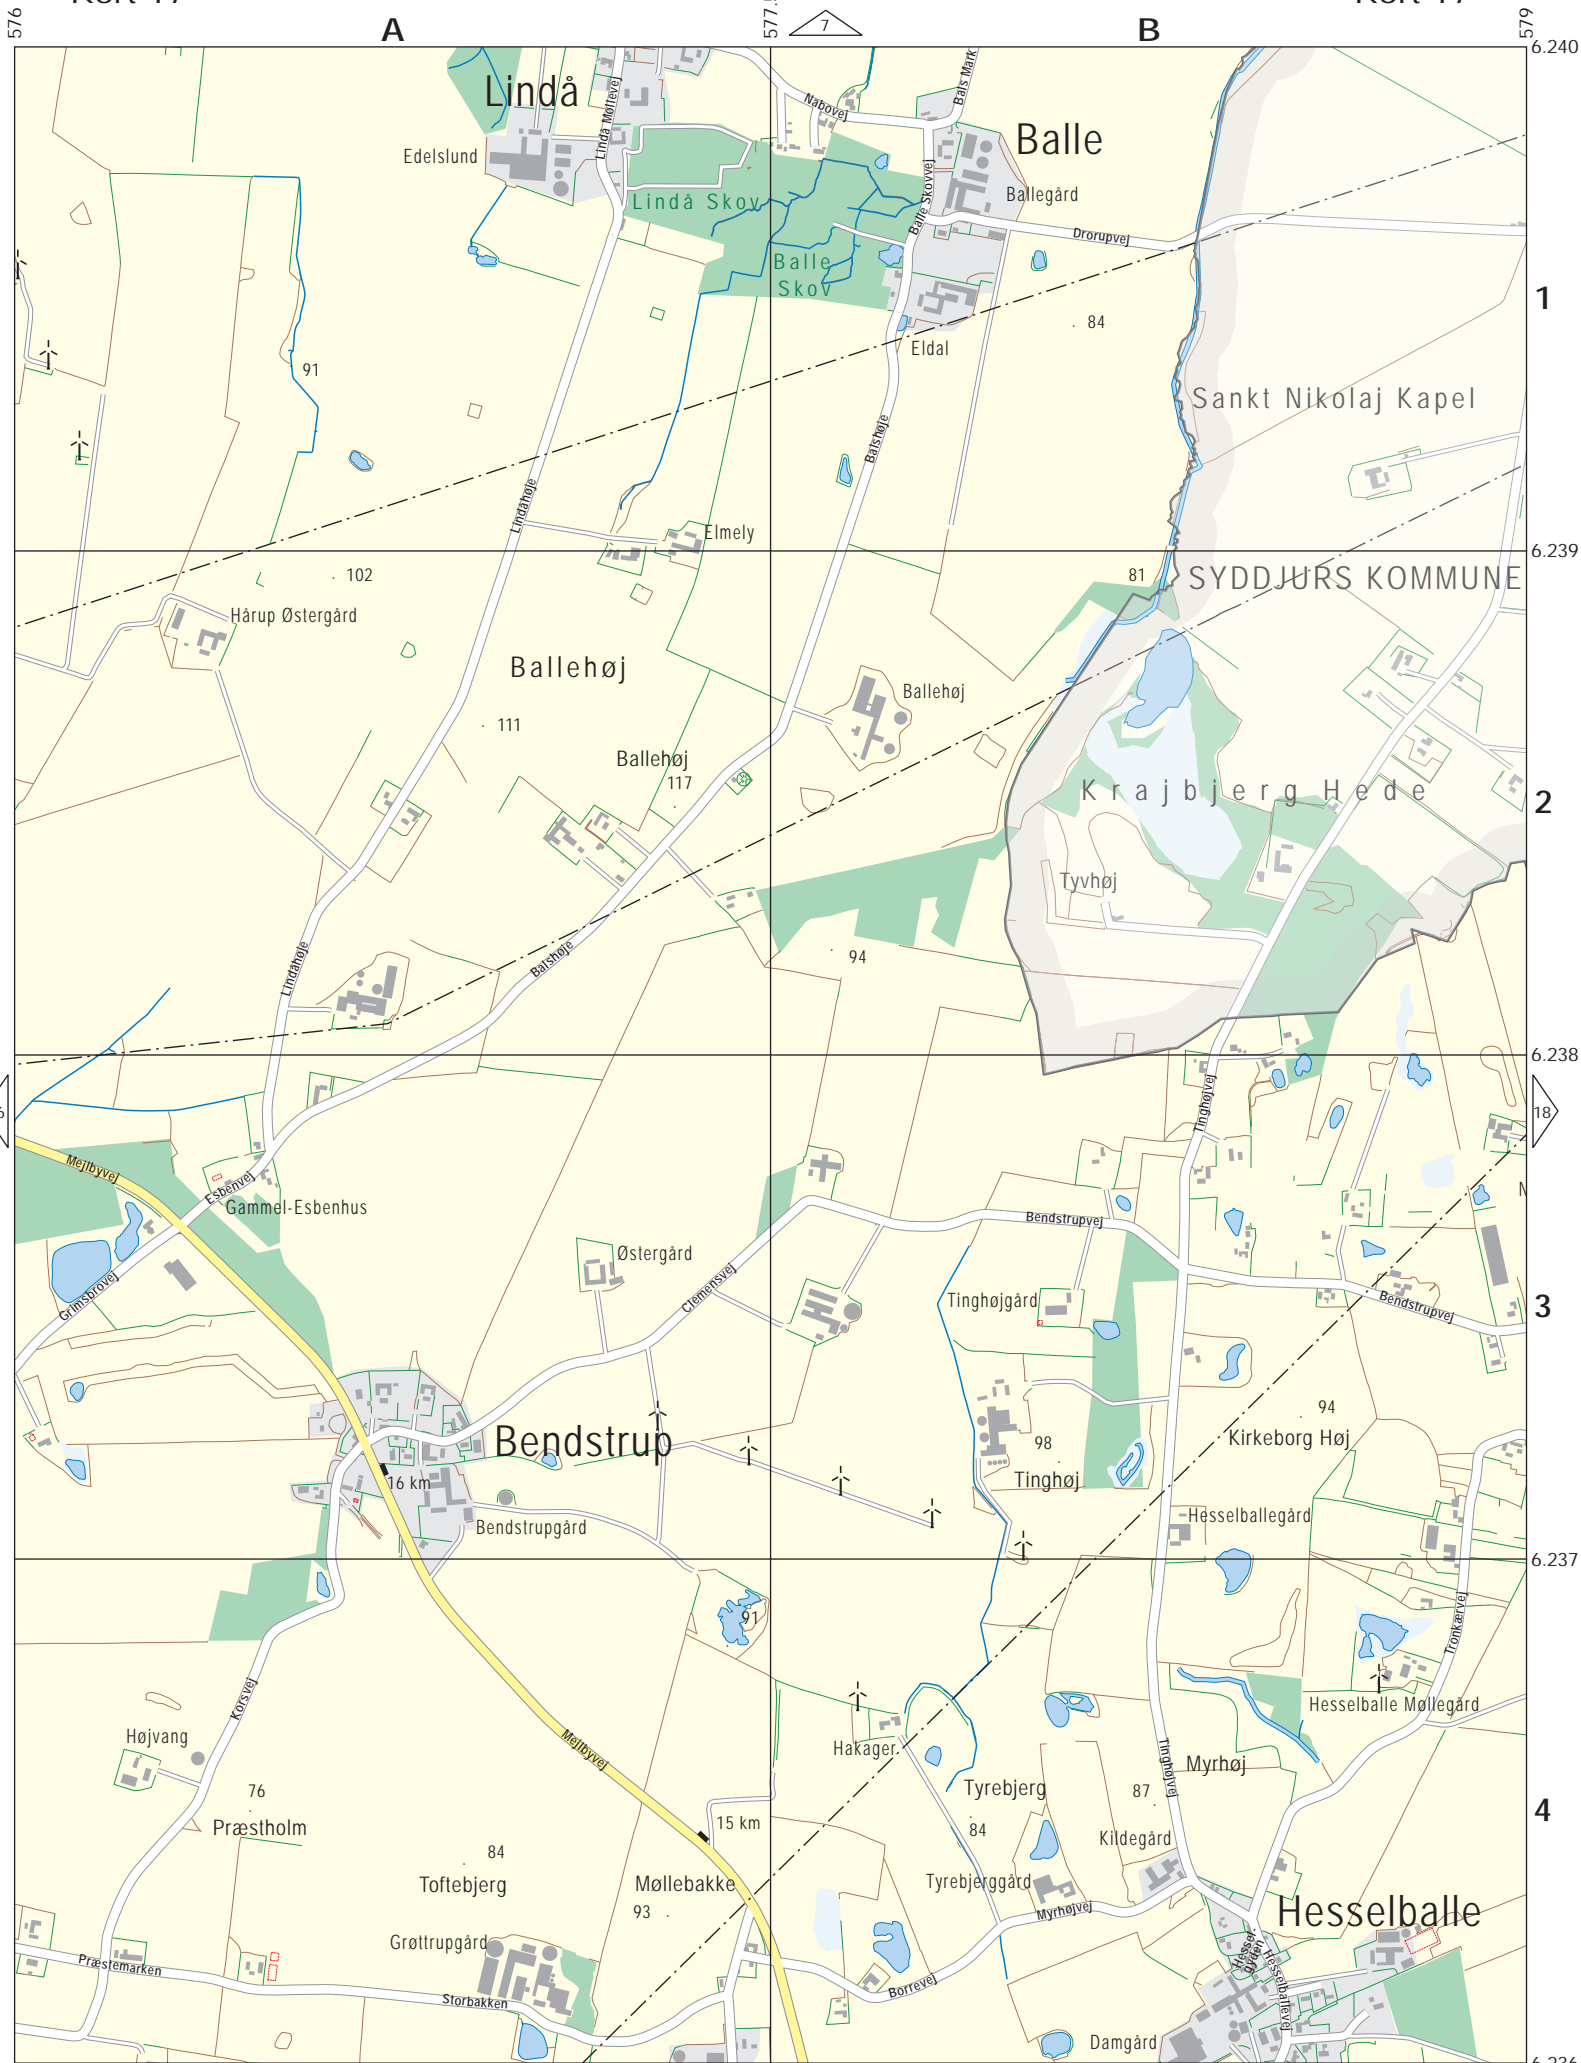 576
A
577.5
7
B
579
6.240
Lindå
Lindå Møllevej
Nabovej
Bals Mark
Balle
Edelslund
Lindå Skov
Balle Skovvej
Ballegård
Drorupvej
Balle
Skov
1
84
Eldal
91
Sankt Nikolaj Kapel
Balshøje
Lindåhøje
Elmely
6.239
102
81
SYDDJURS KOMMUNE
Hårup Østergård
Ballehøj
Ballehøj
111
Ballehøj
117
Krajbjerg Hede
2
Tyvhøj
94
Balshøje
Lindåhøje
6.238
18
Tinghøjvej
Mejlbyvej
Esbenvej
Gammel-Esbenhus
Bendstrupvej
Østergård
Grimsbrovej
Clemensvej
Tinghøjgård
Bendstrupvej
3
94
Kirkeborg Høj
Bendstrup
98
Tinghøj
16 km
Bendstrupgård
Hesselballegård
6.237
91
Tronkærvej
Korsvej
Hesselballe Møllegård
Højvang
Mejlbyvej
Hakager
Tinghøjvej
Myrhøj
76
Tyrebjerg
87
4
Præstholm
15 km
84
Kildegård
84
Toftebjerg
Møllebakke
Tyrebjerggård
93
Myrhøjvej
Hesselballe
Grøttrupgård
Hessel-
gyden
Præstemarken
Hesselballevej
Borrevej
Storbakken
Damgård